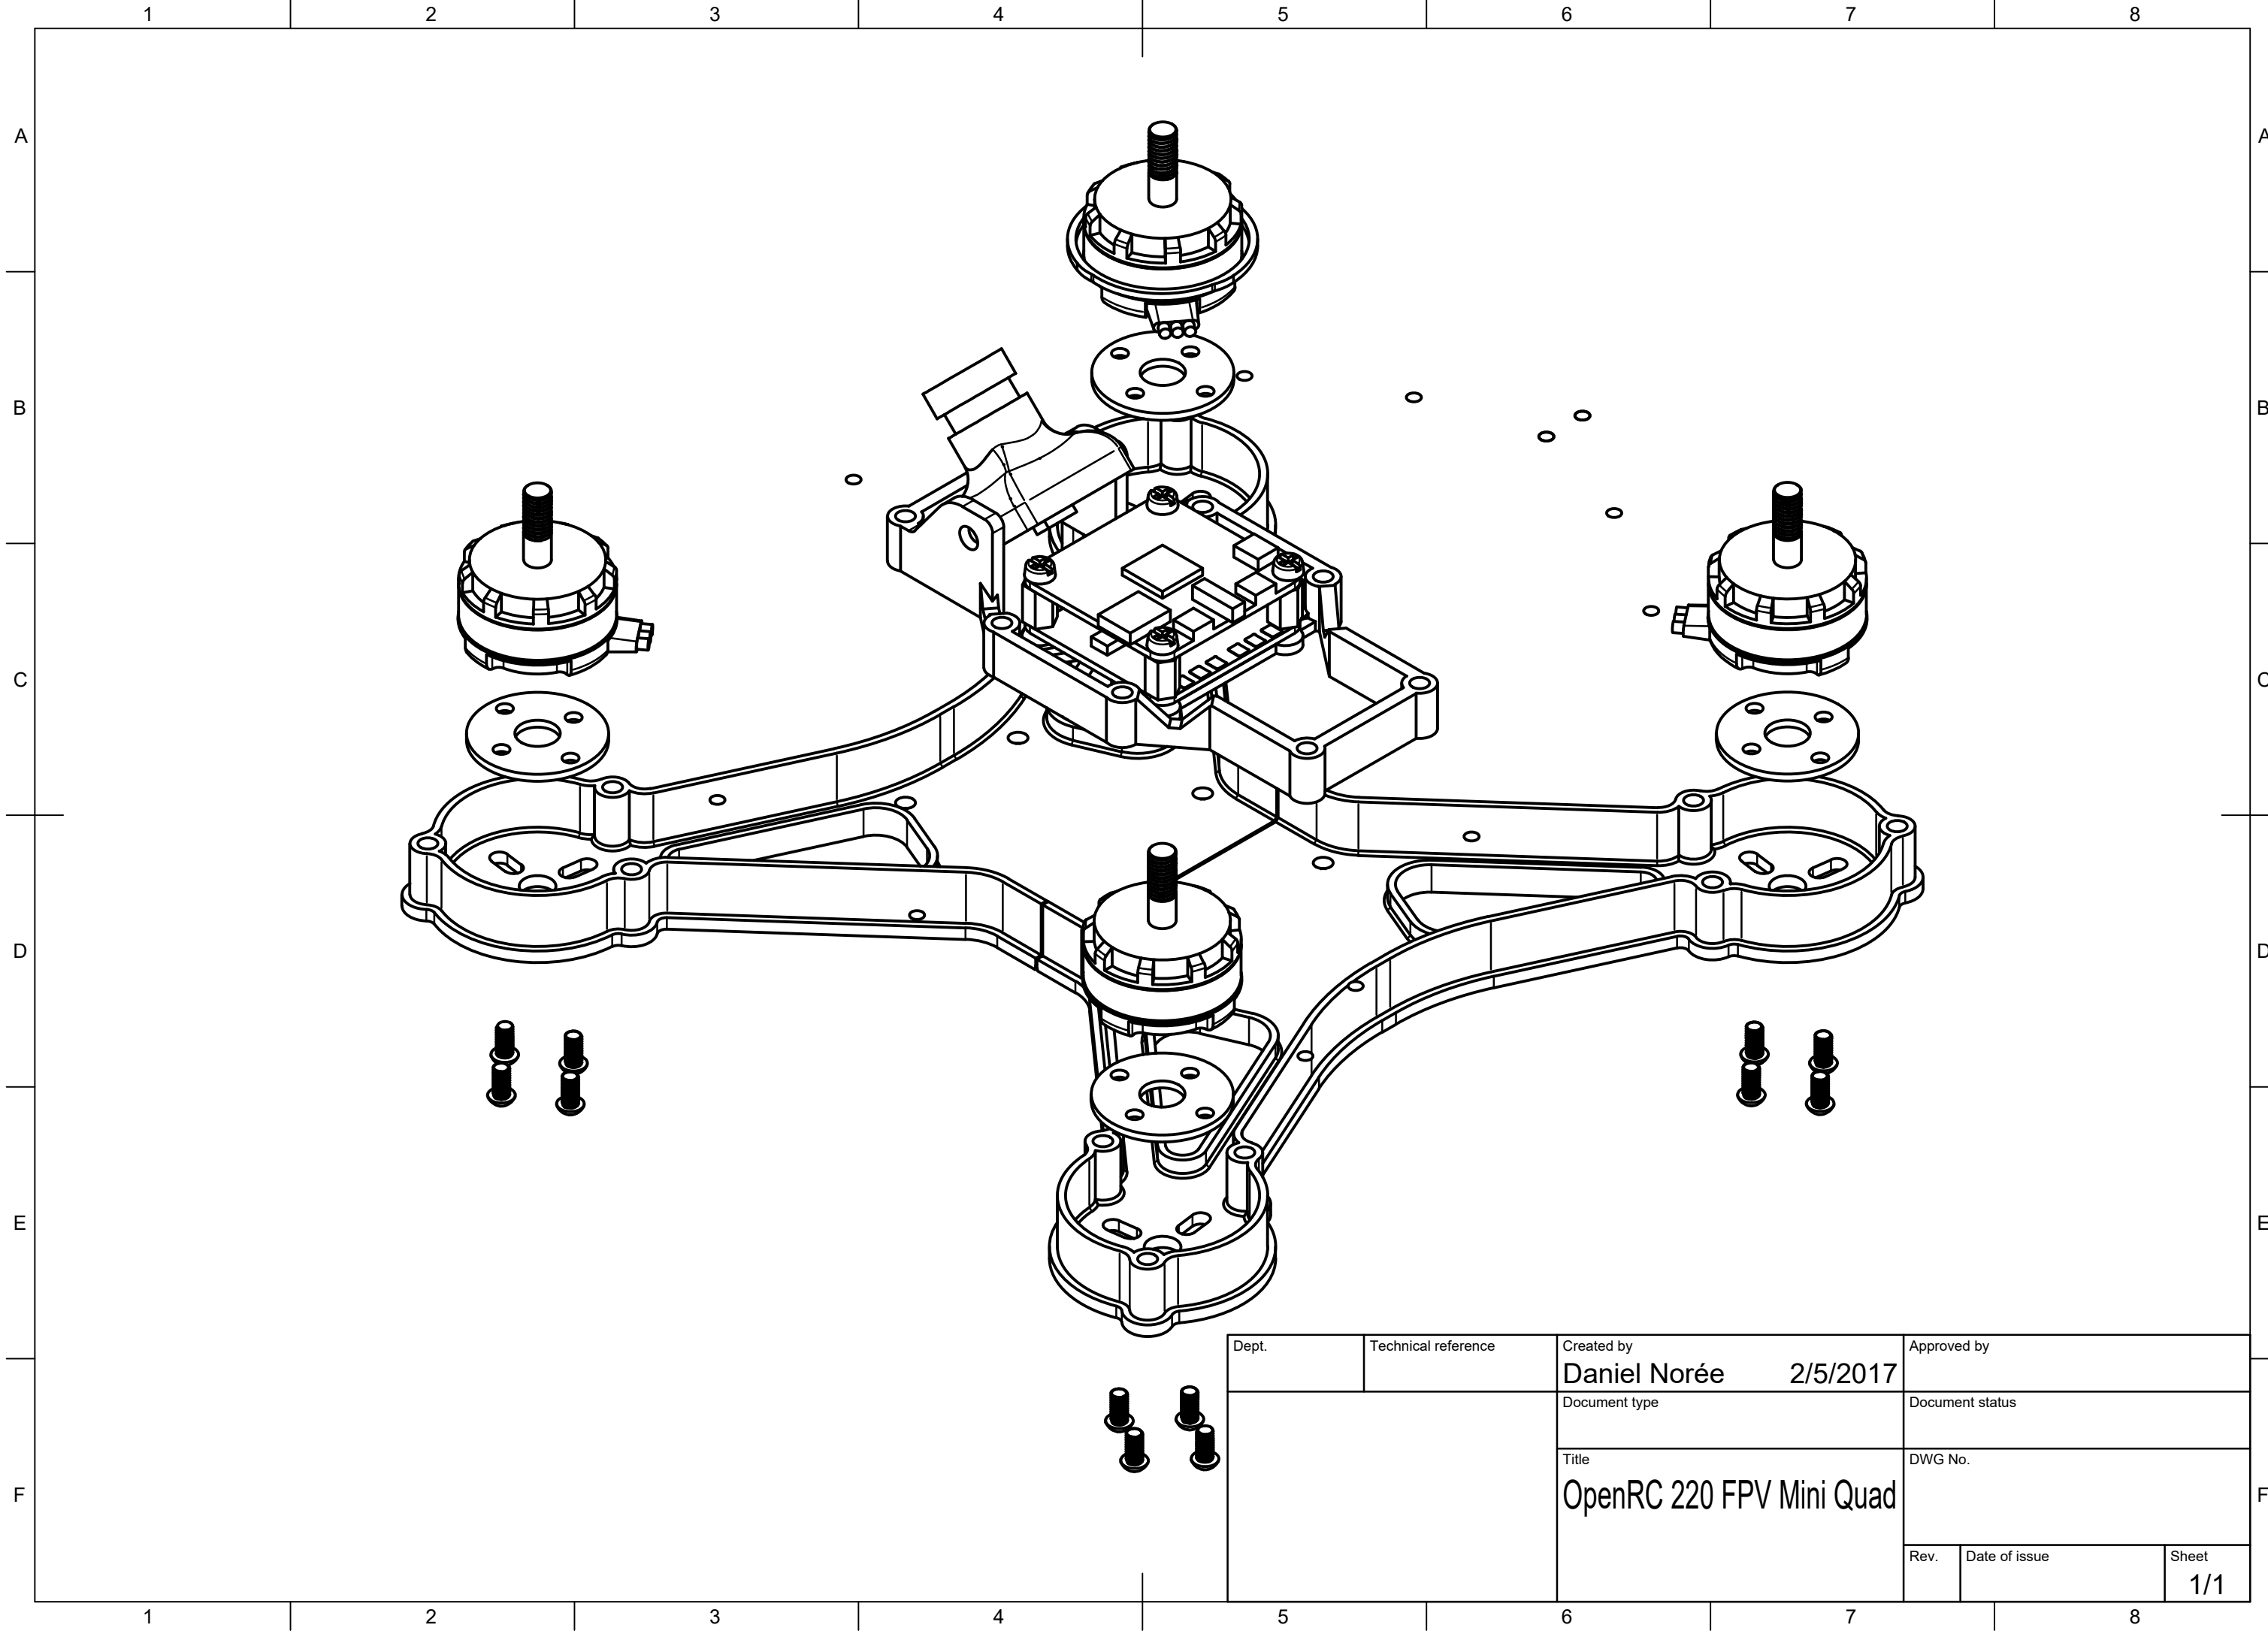 1 2 3 4 5 6 7 8
A A
B B
C C
D D
E E
F F
Dept. Technical reference Created by Approved by
Daniel Norée 2/5/2017
Document type Document status
Title DWG No.
OpenRC 220 FPV Mini Quad
Rev. Date of issue Sheet
1/1
1 2 3 4 5 6 7 8